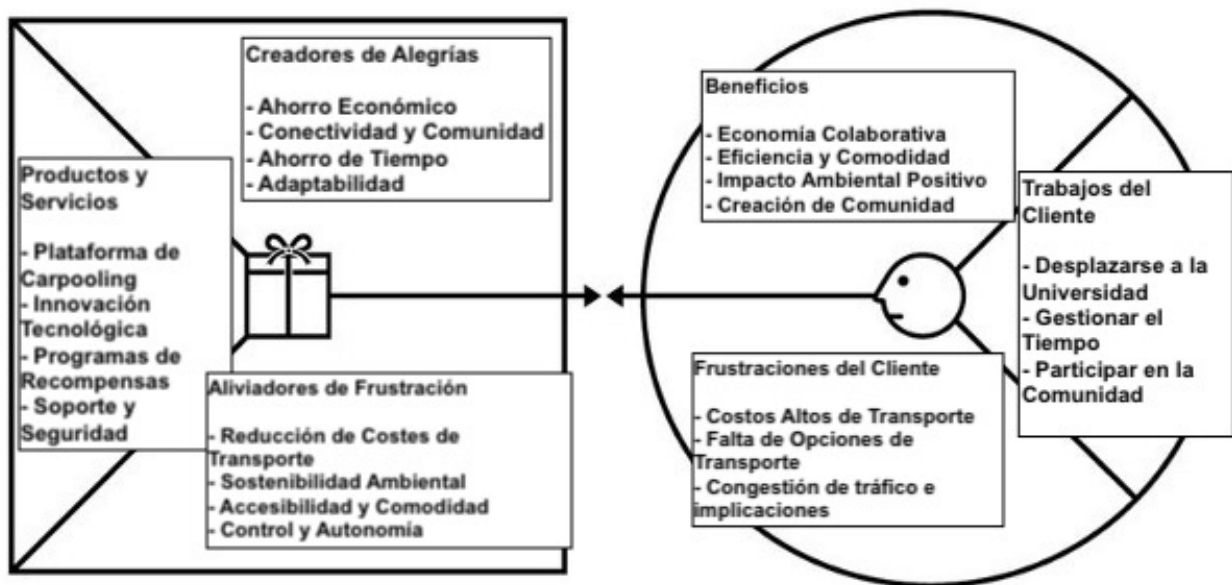 Creadores de Alegrías
- Ahorro Económico
- Conectividad y Comunidad
- Ahorro de Tiempo
- Adaptabilidad
Productos y
Servicios
- Plataforma de
Carpooling
- Innovación
Tecnológica
- Programas de
Recompensas
- Soporte y
Seguridad
Aliviadores de Frustración
- Reducción de Costes de
Transporte
- Sostenibilidad Ambiental
- Accesibilidad y Comodidad
- Control y Autonomía
Beneficios
- Economía Colaborativa
- Eficiencia y Comodidad
- Impacto Ambiental Positivo
- Creación de Comunidad
Trabajos del
Cliente
- Desplazarse a la
Universidad
- Gestionar el
Tiempo
- Participar en la
Comunidad
Frustraciones del Cliente
- Costos Altos de Transporte
- Falta de Opciones de
Transporte
- Congestión de tráfico e
implicaciones